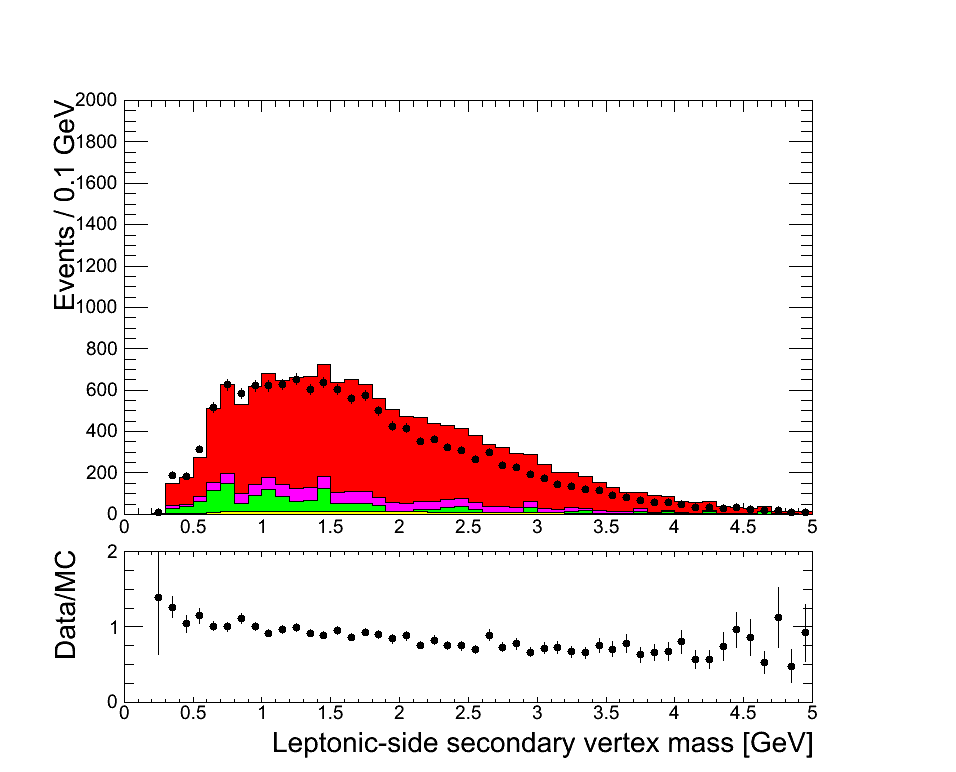 Events / 0.1 GeV
2000
1800
1600
1400
1200
1000
800
600
400
200
0
0 0.5 1 1.5 2 2.5 3 3.5 4 4.5 5
Data/MC
2
1
0
0 0.5 1 1.5 2 2.5 3 3.5 4 4.5 5
Leptonic-side secondary vertex mass [GeV]